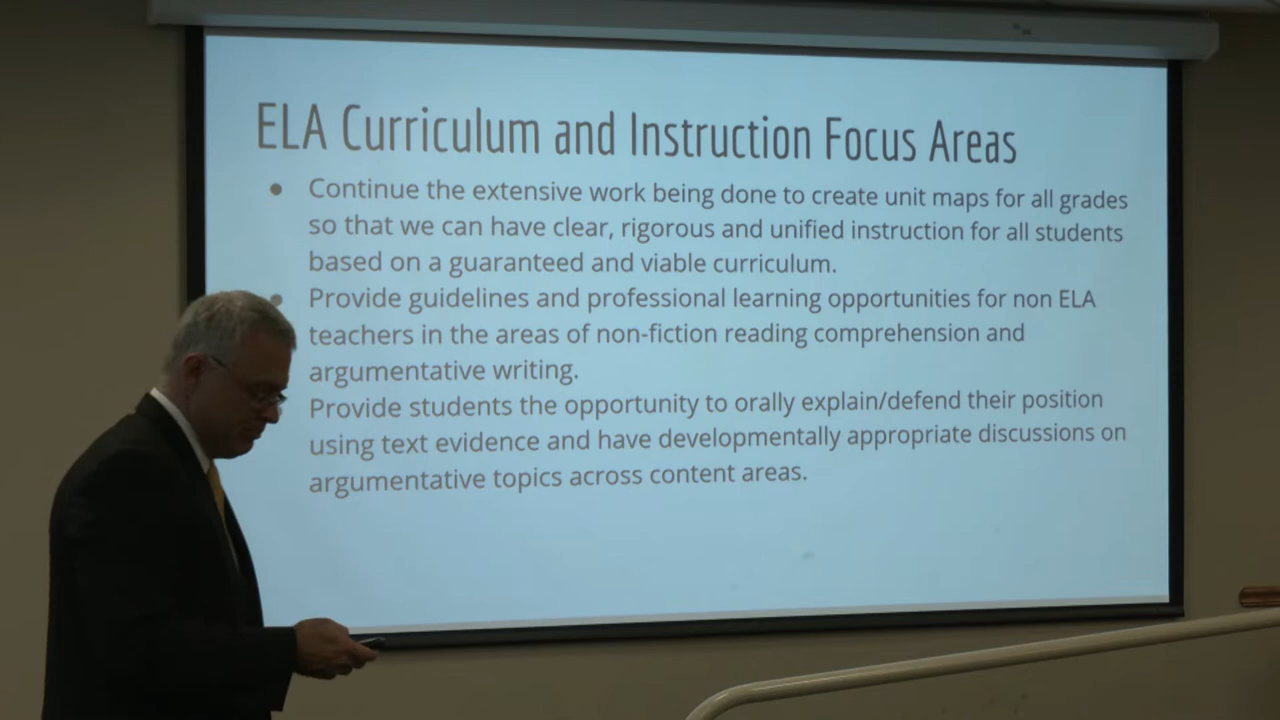 ELA Curriculum and Instruction Focus Areas
● Continue the extensive work being done to create unit maps for all grades
so that we can have clear, rigorous and unified instruction for all students
based on a guaranteed and viable curriculum.
● Provide guidelines and professional learning opportunities for non ELA
teachers in the areas of non-fiction reading comprehension and
argumentative writing.
Provide students the opportunity to orally explain/defend their position
using text evidence and have developmentally appropriate discussions on
argumentative topics across content areas.